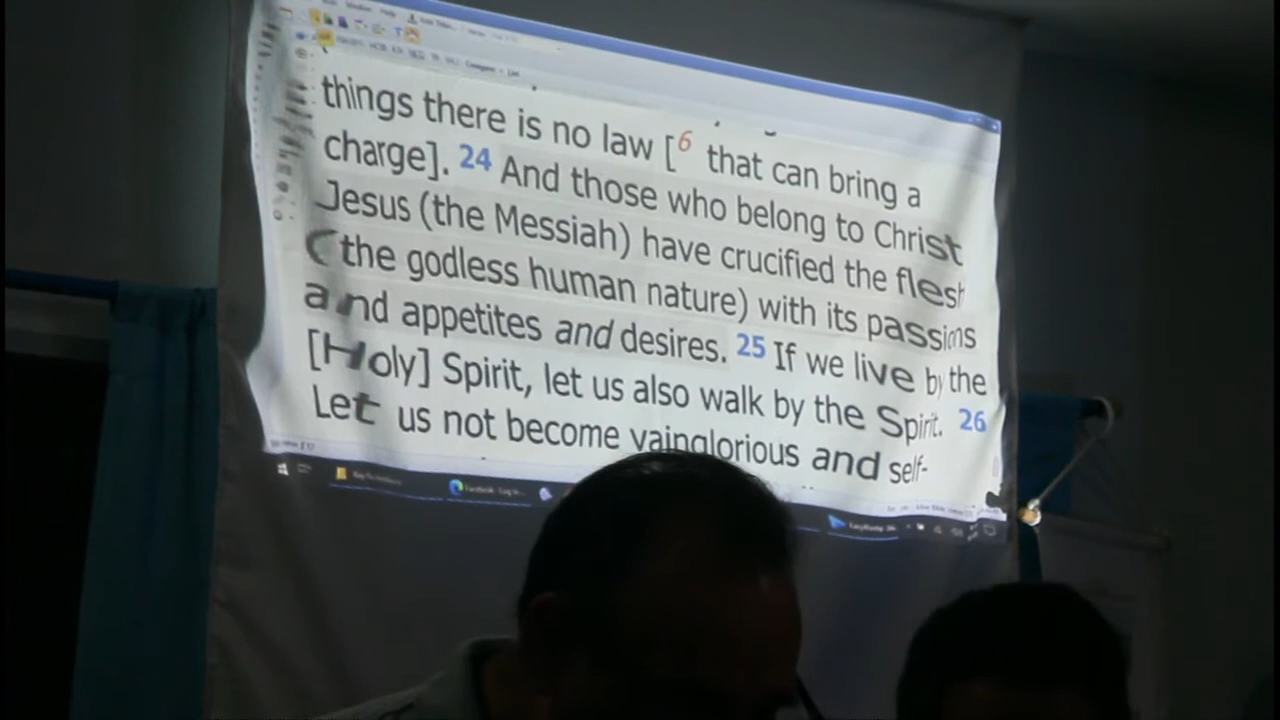 things there is no law [6 that can bring a
charge]. 24 And those who belong to Christ
Jesus (the Messiah) have crucified the flesh
(the godless human nature) with its passions
and appetites and desires. 25 If we live by the
[Holy] Spirit, let us also walk by the Spirit. 26
Let us not become vainglorious and self-